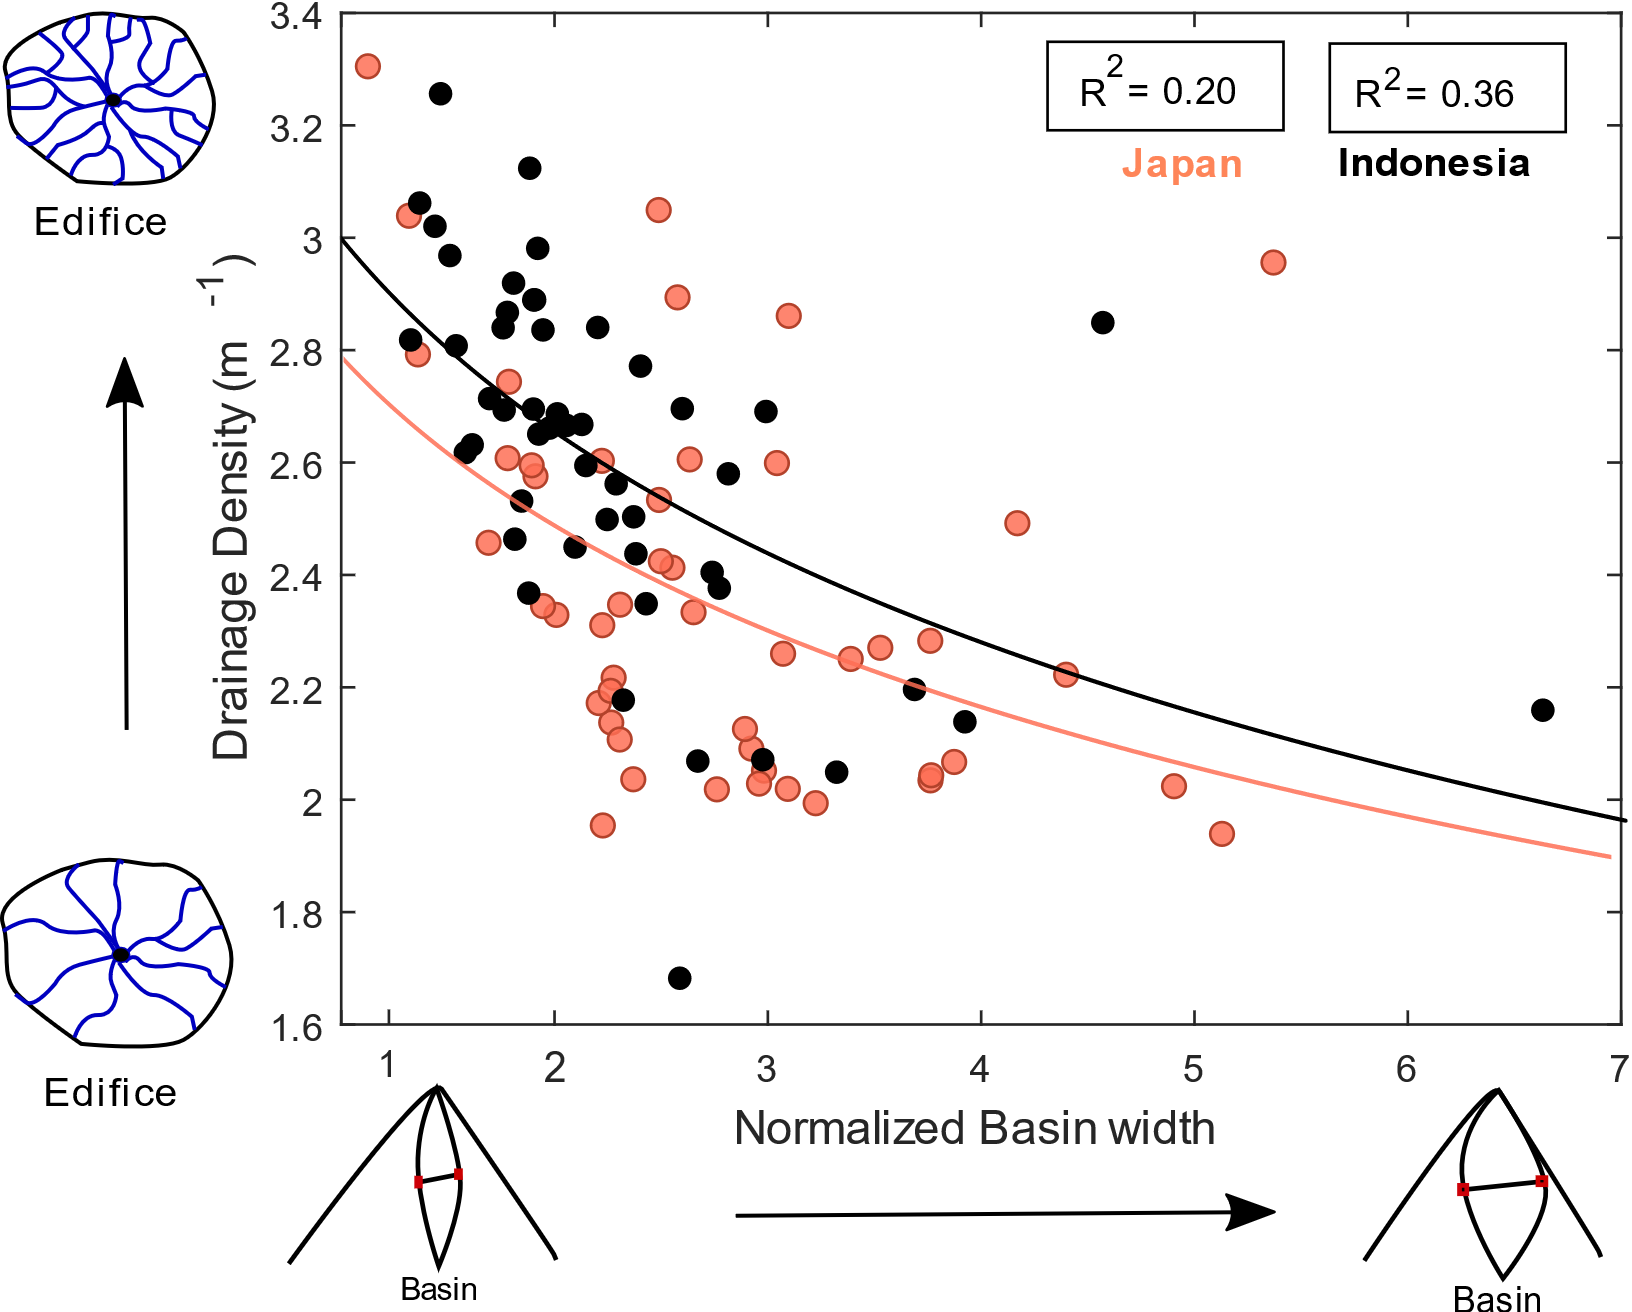 3.4
3.2
3
2.8
2.6
2.4
2.2
2
1.8
1.6
R² = 0.20
R² = 0.36
Japan
Indonesia
Edifice
Drainage Density (m -1)
Edifice
1 2 3 4 5 6 7
Normalized Basin width
Basin
Basin